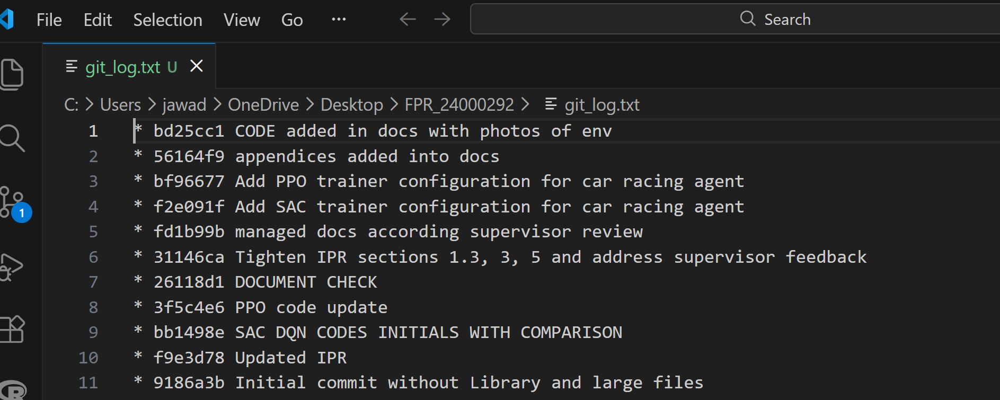 File Edit Selection View Go ··· Search
git_log.txt U
C: > Users > jawad > OneDrive > Desktop > FPR_24000292 > git_log.txt
1 * bd25cc1 CODE added in docs with photos of env
2 * 56164f9 appendices added into docs
3 * bf96677 Add PPO trainer configuration for car racing agent
4 * f2e091f Add SAC trainer configuration for car racing agent
5 * fd1b99b managed docs according supervisor review
6 * 31146ca Tighten IPR sections 1.3, 3, 5 and address supervisor feedback
7 * 26118d1 DOCUMENT CHECK
8 * 3f5c4e6 PPO code update
9 * bb1498e SAC DQN CODES INITIALS WITH COMPARISON
10 * f9e3d78 Updated IPR
11 * 9186a3b Initial commit without Library and large files
1
R